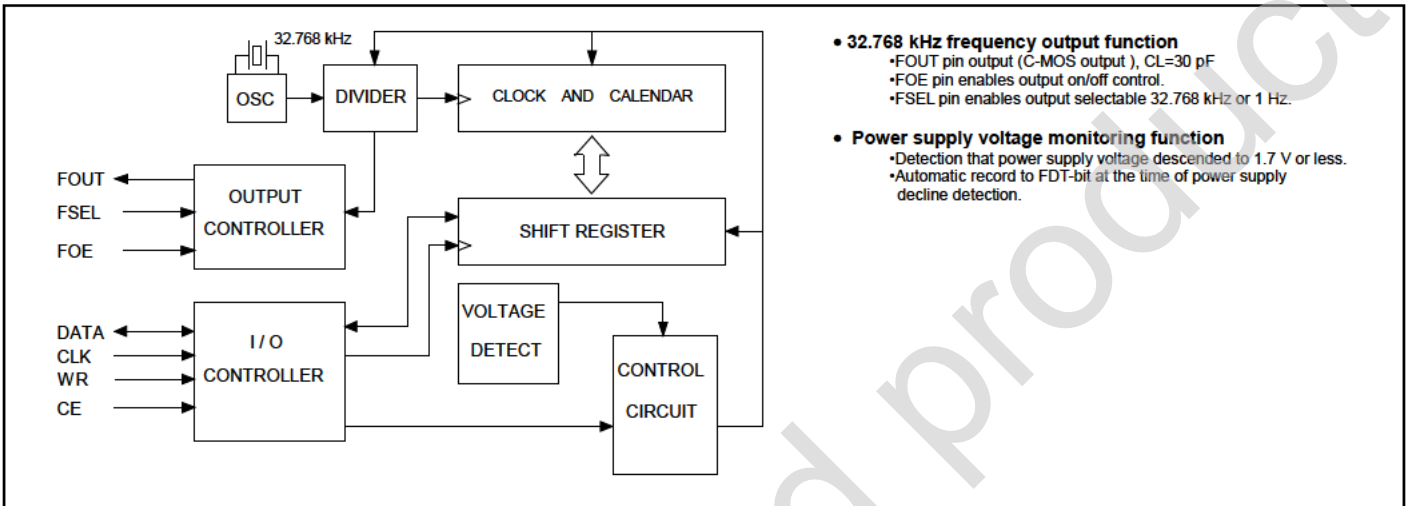 32.768 kHz
OSC
DIVIDER
CLOCK AND CALENDAR
FOUT
FSEL
FOE
OUTPUT
CONTROLLER
SHIFT REGISTER
VOLTAGE
DETECT
DATA
CLK
WR
CE
I / O
CONTROLLER
CONTROL
CIRCUIT
• 32.768 kHz frequency output function
•FOUT pin output (C-MOS output ), CL=30 pF
•FOE pin enables output on/off control.
•FSEL pin enables output selectable 32.768 kHz or 1 Hz.
• Power supply voltage monitoring function
•Detection that power supply voltage descended to 1.7 V or less.
•Automatic record to FDT-bit at the time of power supply
decline detection.
d product